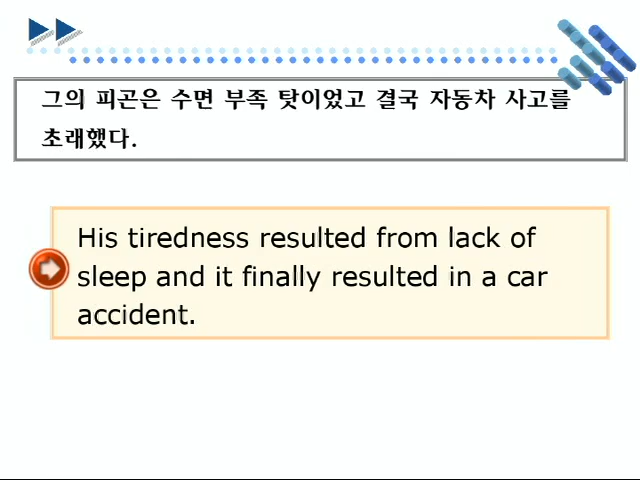 그의 피곤은 수면 부족 탓이었고 결국 자동차 사고를
초래했다.
His tiredness resulted from lack of
sleep and it finally resulted in a car
accident.